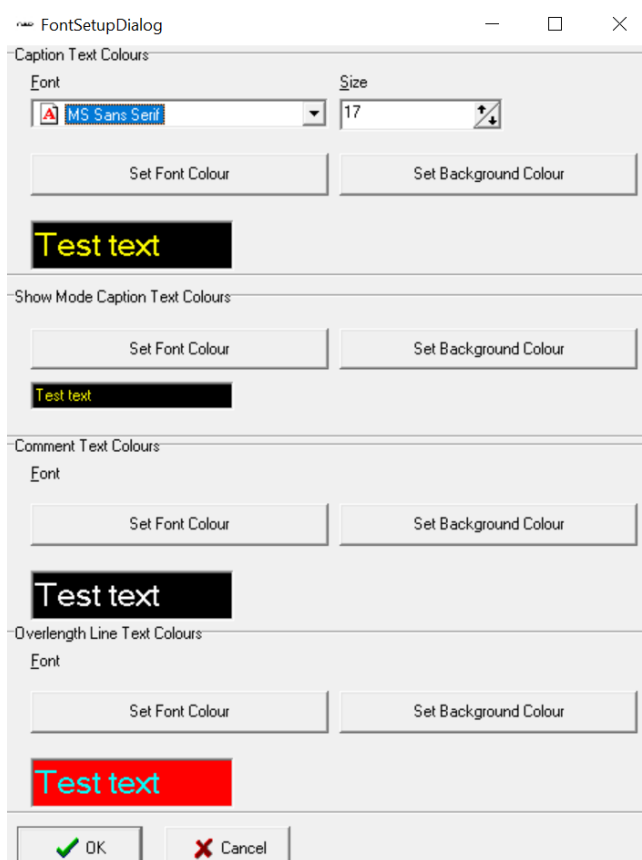 FontSetupDialog
Caption Text Colours
Font Size
MS Sans Serif 17
Set Font Colour Set Background Colour
Test text
Show Mode Caption Text Colours
Set Font Colour Set Background Colour
Test text
Comment Text Colours
Font
Set Font Colour Set Background Colour
Test text
Overlength Line Text Colours
Font
Set Font Colour Set Background Colour
Test text
OK Cancel